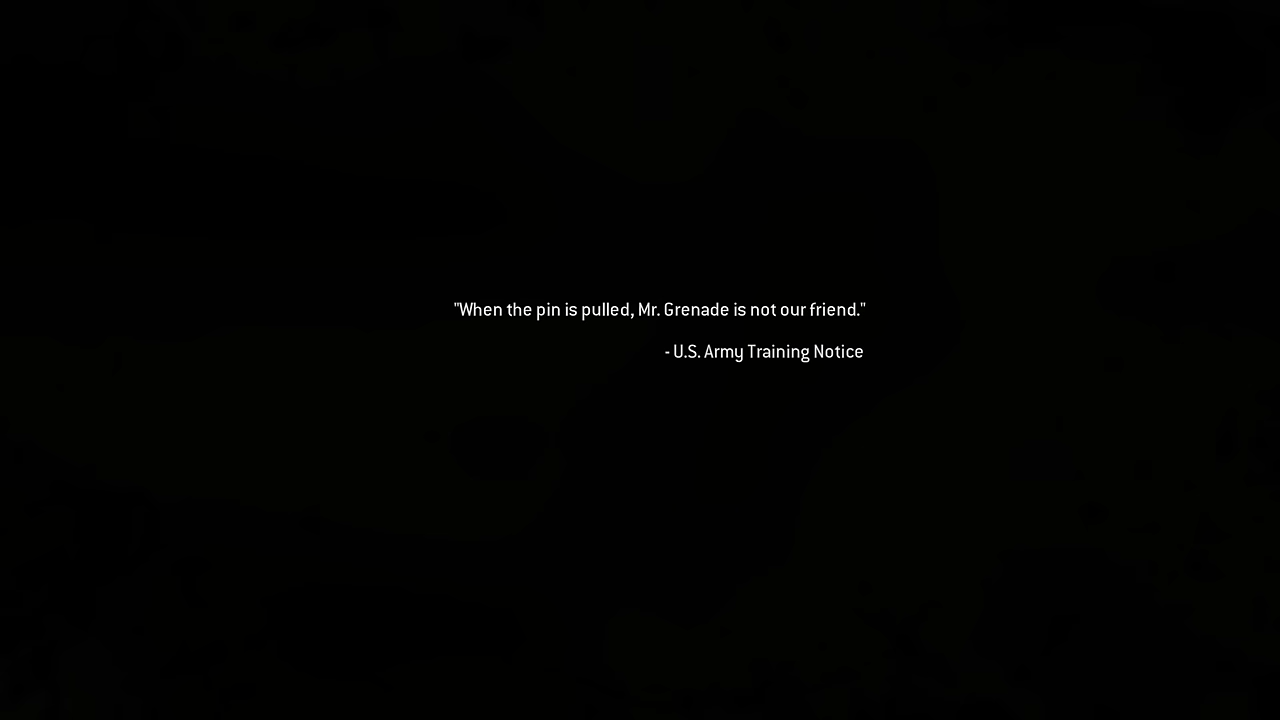 "When the pin is pulled, Mr. Grenade is not our friend."
- U.S. Army Training Notice